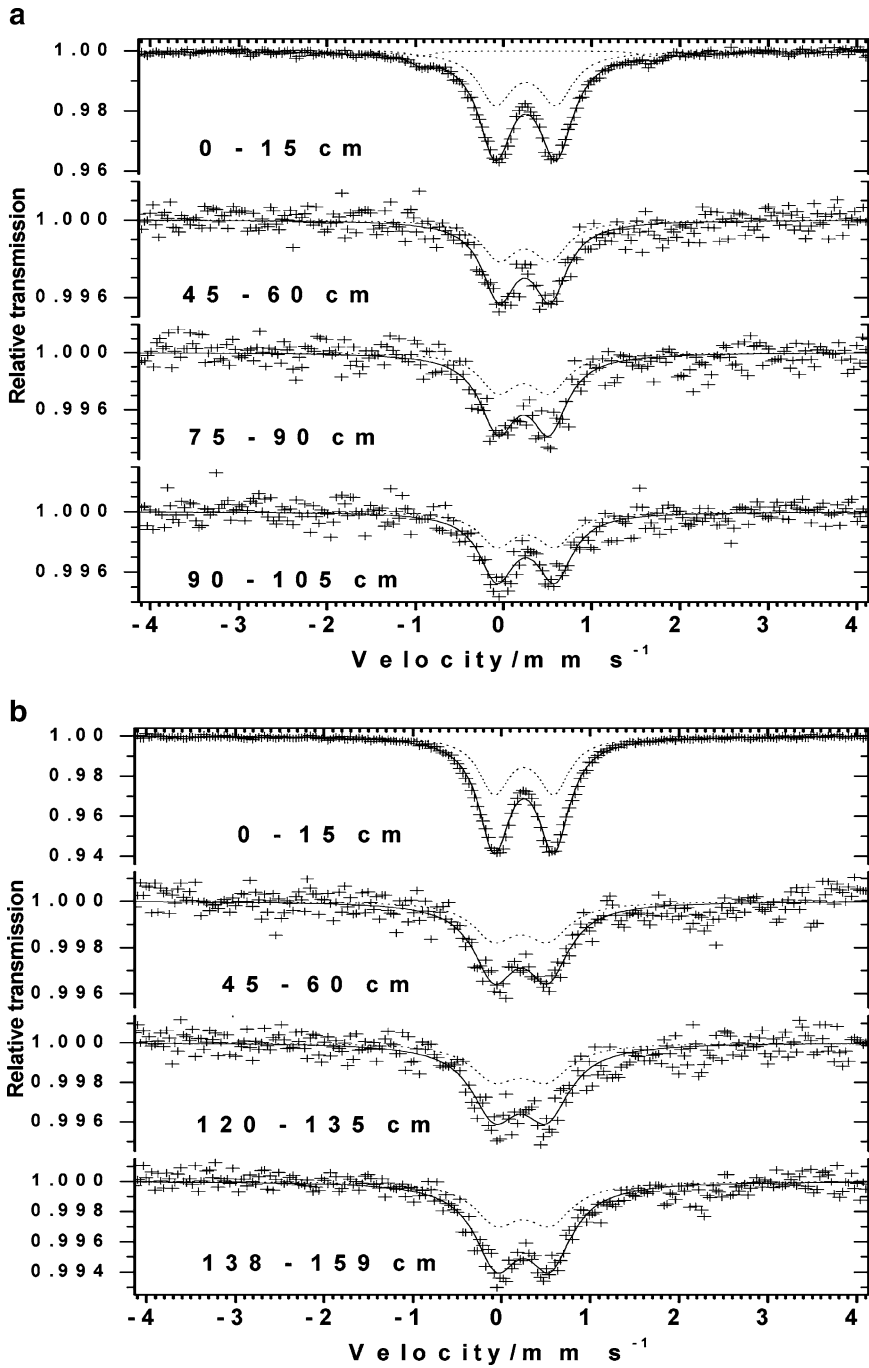 a
1.00
0.98
0 - 15 cm
0.96
Relative transmission
1.000
0.996
45 - 60 cm
1.000
0.996
75 - 90 cm
1.000
0.996
90 - 105 cm
-4 -3 -2 -1 0 1 2 3 4
Velocity/mm s-1
b
1.00
0.98
0.96
0 - 15 cm
0.94
Relative transmission
1.000
0.998
0.996
45 - 60 cm
1.000
0.998
0.996
120 - 135 cm
1.000
0.998
0.996
0.994
138 - 159 cm
-4 -3 -2 -1 0 1 2 3 4
Velocity/mm s-1